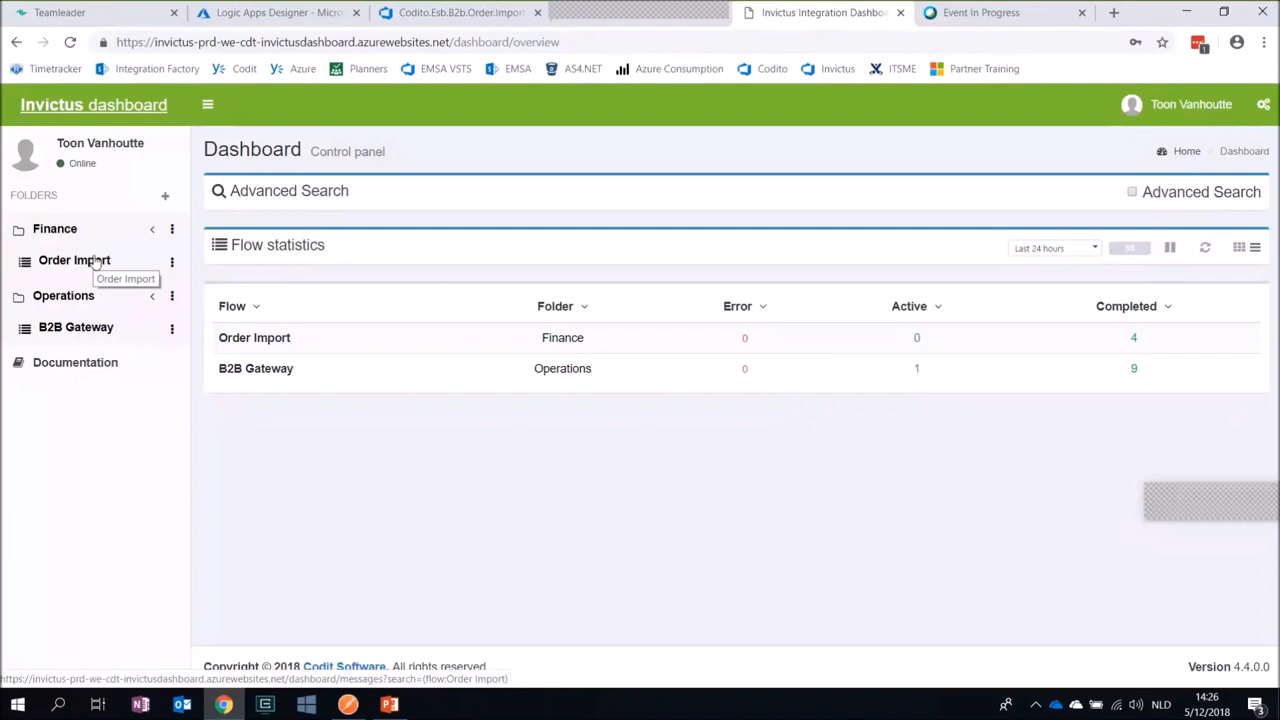 Teamleader
Logic Apps Designer - Micro
Codito.Esb.B2b.Order.Import
Invictus Integration Dashbo
Event In Progress
https://invictus-prd-we-cdt-invictusdashboard.azurewebsites.net/dashboard/overview
1
Timetracker
Integration Factory
Codit
Azure
Planners
EMSA VSTS
EMSA
AS4.NET
Azure Consumption
Codito
Invictus
ITSME
Partner Training
Invictus dashboard
Toon Vanhoutte
Toon Vanhoutte
Online
Dashboard Control panel
Home
Dashboard
FOLDERS
Advanced Search
Advanced Search
Finance
Order Import
Order Import
Operations
B2B Gateway
Documentation
Flow statistics
Last 24 hours
Flow Folder Error Active Completed
Order Import Finance 0 0 4
B2B Gateway Operations 0 1 9
Copyright © 2018 Codit Software. All rights reserved
Version 4.4.0.0
https://invictus-prd-we-cdt-invictusdashboard.azurewebsites.net/dashboard/messages?search=(flow:Order Import)
NLD
14:26
5/12/2018
3